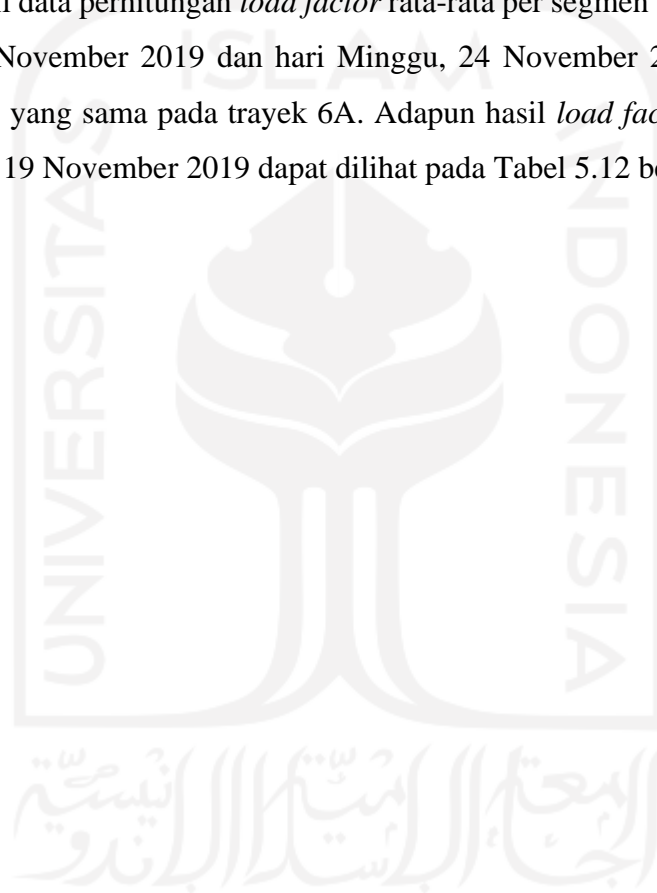 data perhitungan load factor rata-rata per segmen
November 2019 dan hari Minggu, 24 November 2
yang sama pada trayek 6A. Adapun hasil load fac
19 November 2019 dapat dilihat pada Tabel 5.12 be
ISLAM
UNIVERSITAS
INDONESIA